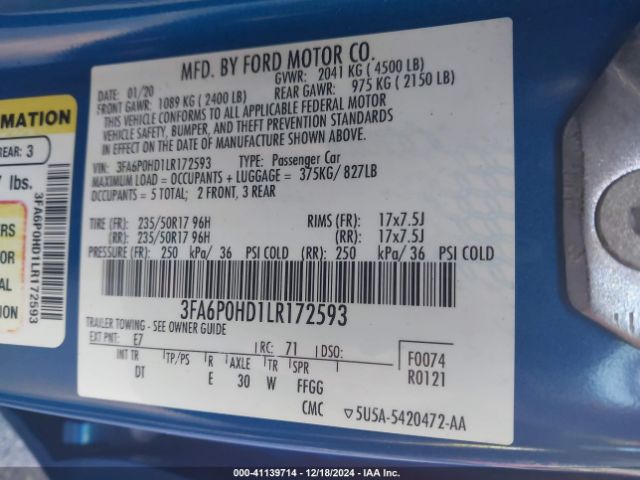 MFD. BY FORD MOTOR CO.
DATE: 01/20 GVWR: 2041 KG ( 4500 LB)
FRONT GAWR: 1089 KG ( 2400 LB) REAR GAWR: 975 KG ( 2150 LB)
THIS VEHICLE CONFORMS TO ALL APPLICABLE FEDERAL MOTOR
VEHICLE SAFETY, BUMPER, AND THEFT PREVENTION STANDARDS
IN EFFECT ON THE DATE OF MANUFACTURE SHOWN ABOVE.
VIN: 3FA6P0HD1LR172593 TYPE: Passenger Car
MAXIMUM LOAD = OCCUPANTS + LUGGAGE = 375KG/ 827LB
OCCUPANTS = 5 TOTAL; 2 FRONT, 3 REAR
TIRE (FR): 235/50R17 96H RIMS (FR): 17x7.5J
(RR): 235/50R17 96H (RR): 17x7.5J
PRESSURE (FR): 250 kPa/ 36 PSI COLD (RR): 250 kPa/ 36 PSI COLD
3FA6P0HD1LR172593
TRAILER TOWING - SEE OWNER GUIDE
EXT PNT: E7 RC: 71 DSO: F0074
INT TR TP/PS R AXLE TR SPR R0121
DT E 30 W FFGG
CMC 5U5A-5420472-AA
MATION
REAR: 3
lbs.
3FA6P0HD1LR172593
000-41139714 - 12/18/2024 - IAAI.com